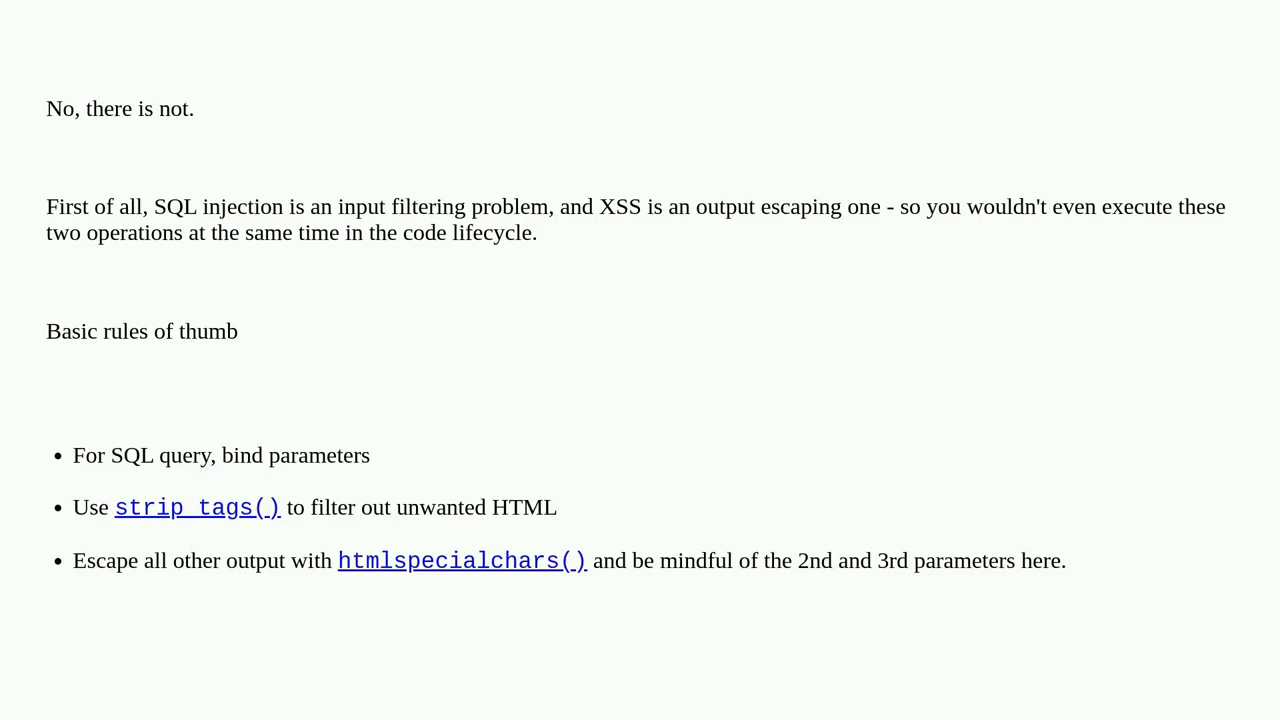 No, there is not.
First of all, SQL injection is an input filtering problem, and XSS is an output escaping one - so you wouldn't even execute these
two operations at the same time in the code lifecycle.
Basic rules of thumb
• For SQL query, bind parameters
• Use strip_tags() to filter out unwanted HTML
• Escape all other output with htmlspecialchars() and be mindful of the 2nd and 3rd parameters here.